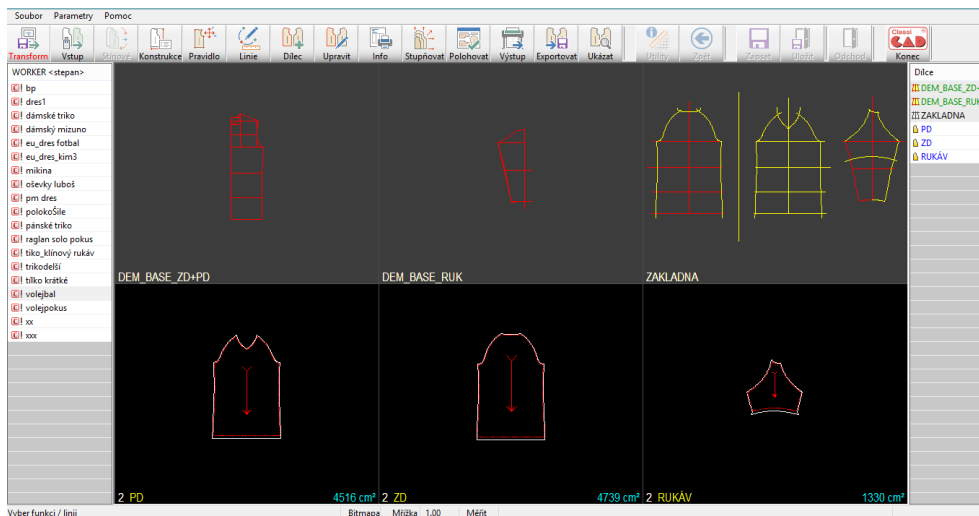 Soubor Parametry Pomoc
Transform Vstup Síťové Konstrukce Pravidlo Linie Dílec Upravit Info Stupňovat Polohovat Výstup Exportovat Ukázat Utility Zpět Zepsat Uložit Odchod Konec
Classi CAD
WORKER <stepan>
Dílce
bp
dres1
dámské triko
dámský mizuno
eu_dres fotbal
eu_dres_kim3
mikina
oševky luboš
pm dres
polokoŠile
pánské triko
raglan solo pokus
tiko_klínový rukáv
trikodelší
tílko krátké
volejbal
volejpokus
xx
xxx
DEM_BASE_ZD+PD
DEM_BASE_RUK
ZAKLADNA
2 PD 4516 cm²
2 ZD 4739 cm²
2 RUKÁV 1330 cm²
DEM_BASE_ZD+
DEM_BASE_RUK
ZAKLADNA
PD
ZD
RUKÁV
Vyber funkci / linii Bitmapa Mřížka 1.00 Měřit